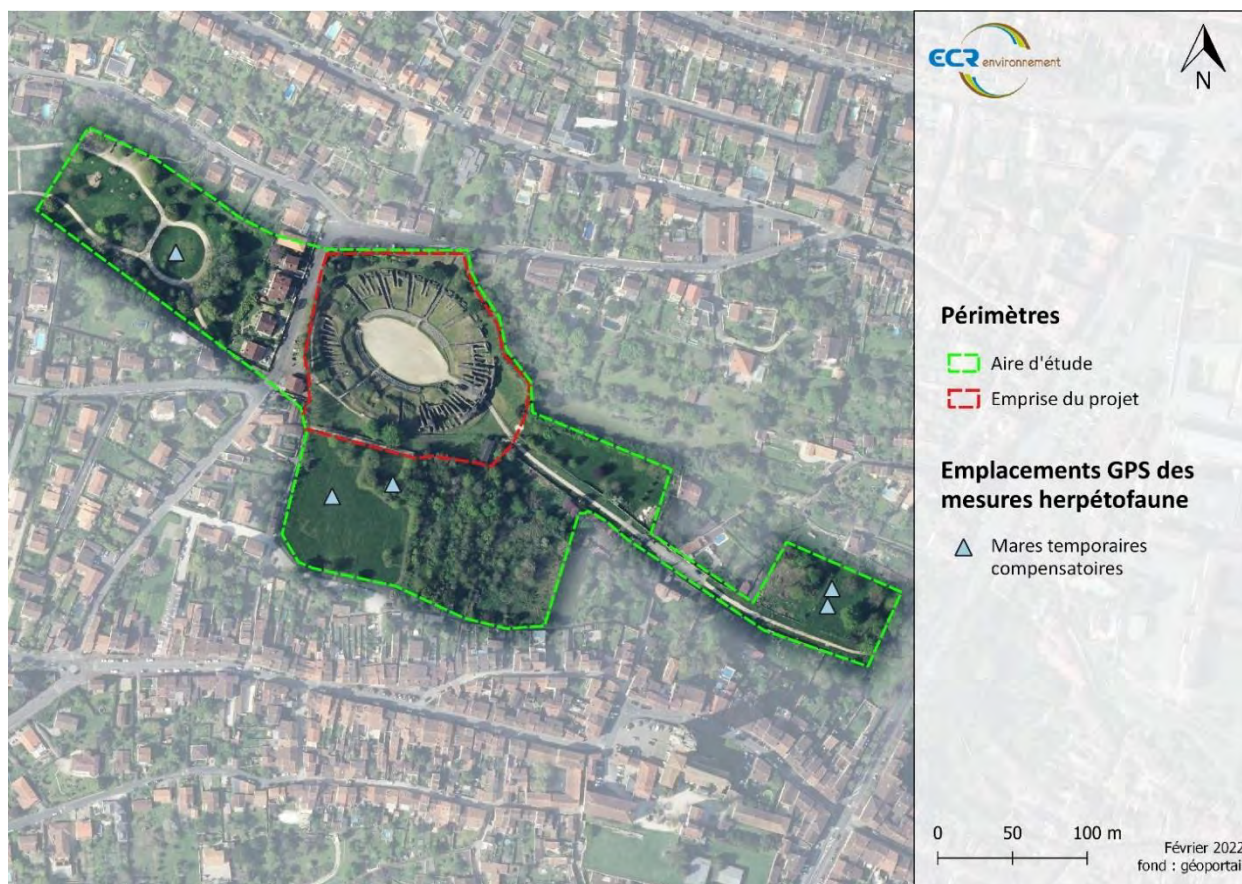 ECR environnement
N
Périmètres
Aire d'étude
Emprise du projet
Emplacements GPS des
mesures herpétofaune
Mares temporaires
compensatoires
0 50 100 m
Février 2022
fond : géoportai